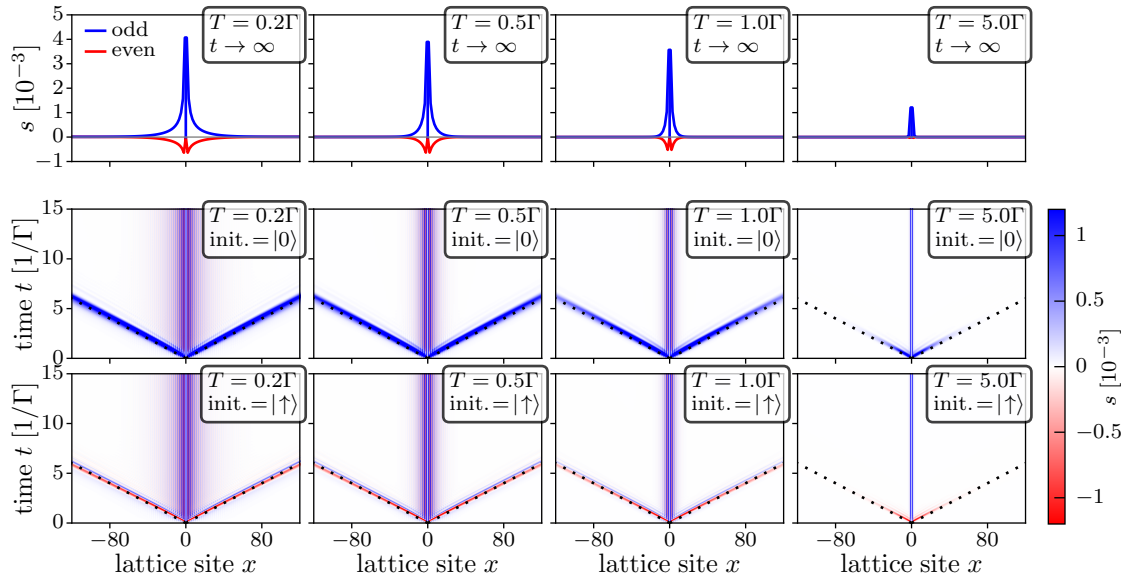 odd
even
T = 0.2Γ
t → ∞
T = 0.5Γ
t → ∞
T = 1.0Γ
t → ∞
T = 5.0Γ
t → ∞
s [10⁻³]
5
4
3
2
1
0
−1
T = 0.2Γ
init. = |0⟩
T = 0.5Γ
init. = |0⟩
T = 1.0Γ
init. = |0⟩
T = 5.0Γ
init. = |0⟩
time t [1/Γ]
15
10
5
0
T = 0.2Γ
init. = |↑⟩
T = 0.5Γ
init. = |↑⟩
T = 1.0Γ
init. = |↑⟩
T = 5.0Γ
init. = |↑⟩
time t [1/Γ]
15
10
5
0
−80 0 80
−80 0 80
−80 0 80
−80 0 80
lattice site x
lattice site x
lattice site x
lattice site x
1
0.5
0
−0.5
−1
s [10⁻³]